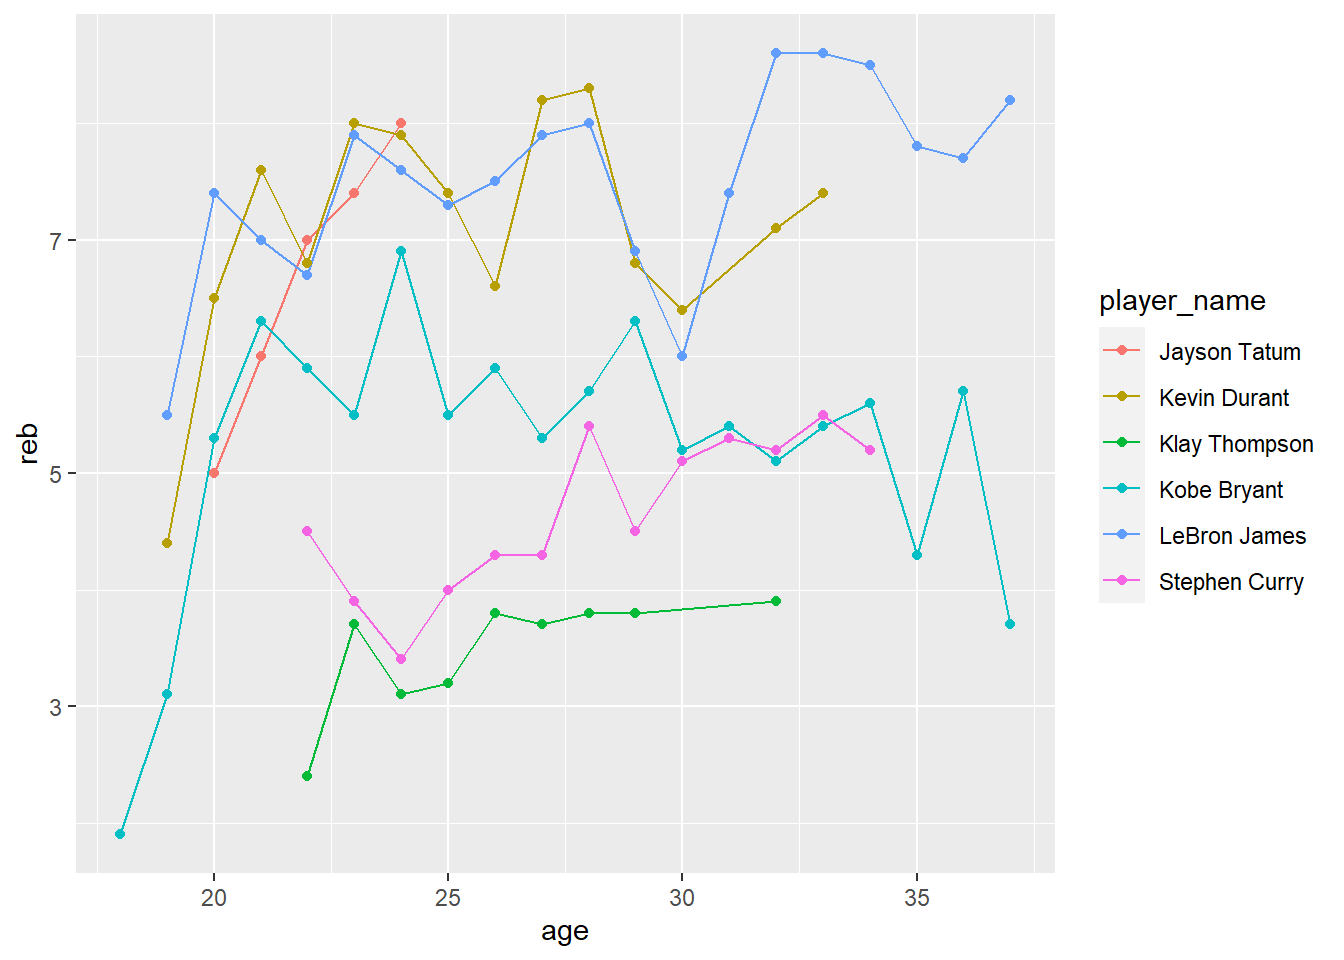 7
5
3
reb
20
25
30
35
age
player_name
Jayson Tatum
Kevin Durant
Klay Thompson
Kobe Bryant
LeBron James
Stephen Curry